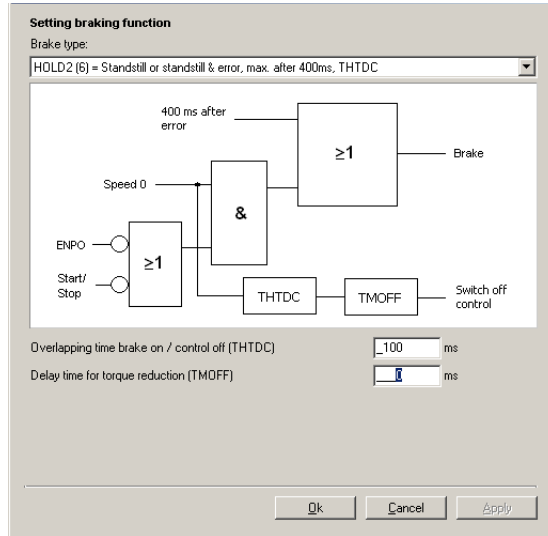 Setting braking function
Brake type:
HOLD2 (6) = Standstill or standstill & error, max. after 400ms, THTDC
400 ms after
error
≥1
Brake
Speed 0
&
ENPO
≥1
Start/
Stop
THTDC
TMOFF
Switch off
control
Overlapping time brake on / control off (THTDC)
_100 ms
Delay time for torque reduction (TMOFF)
___0 ms
Ok Cancel Apply